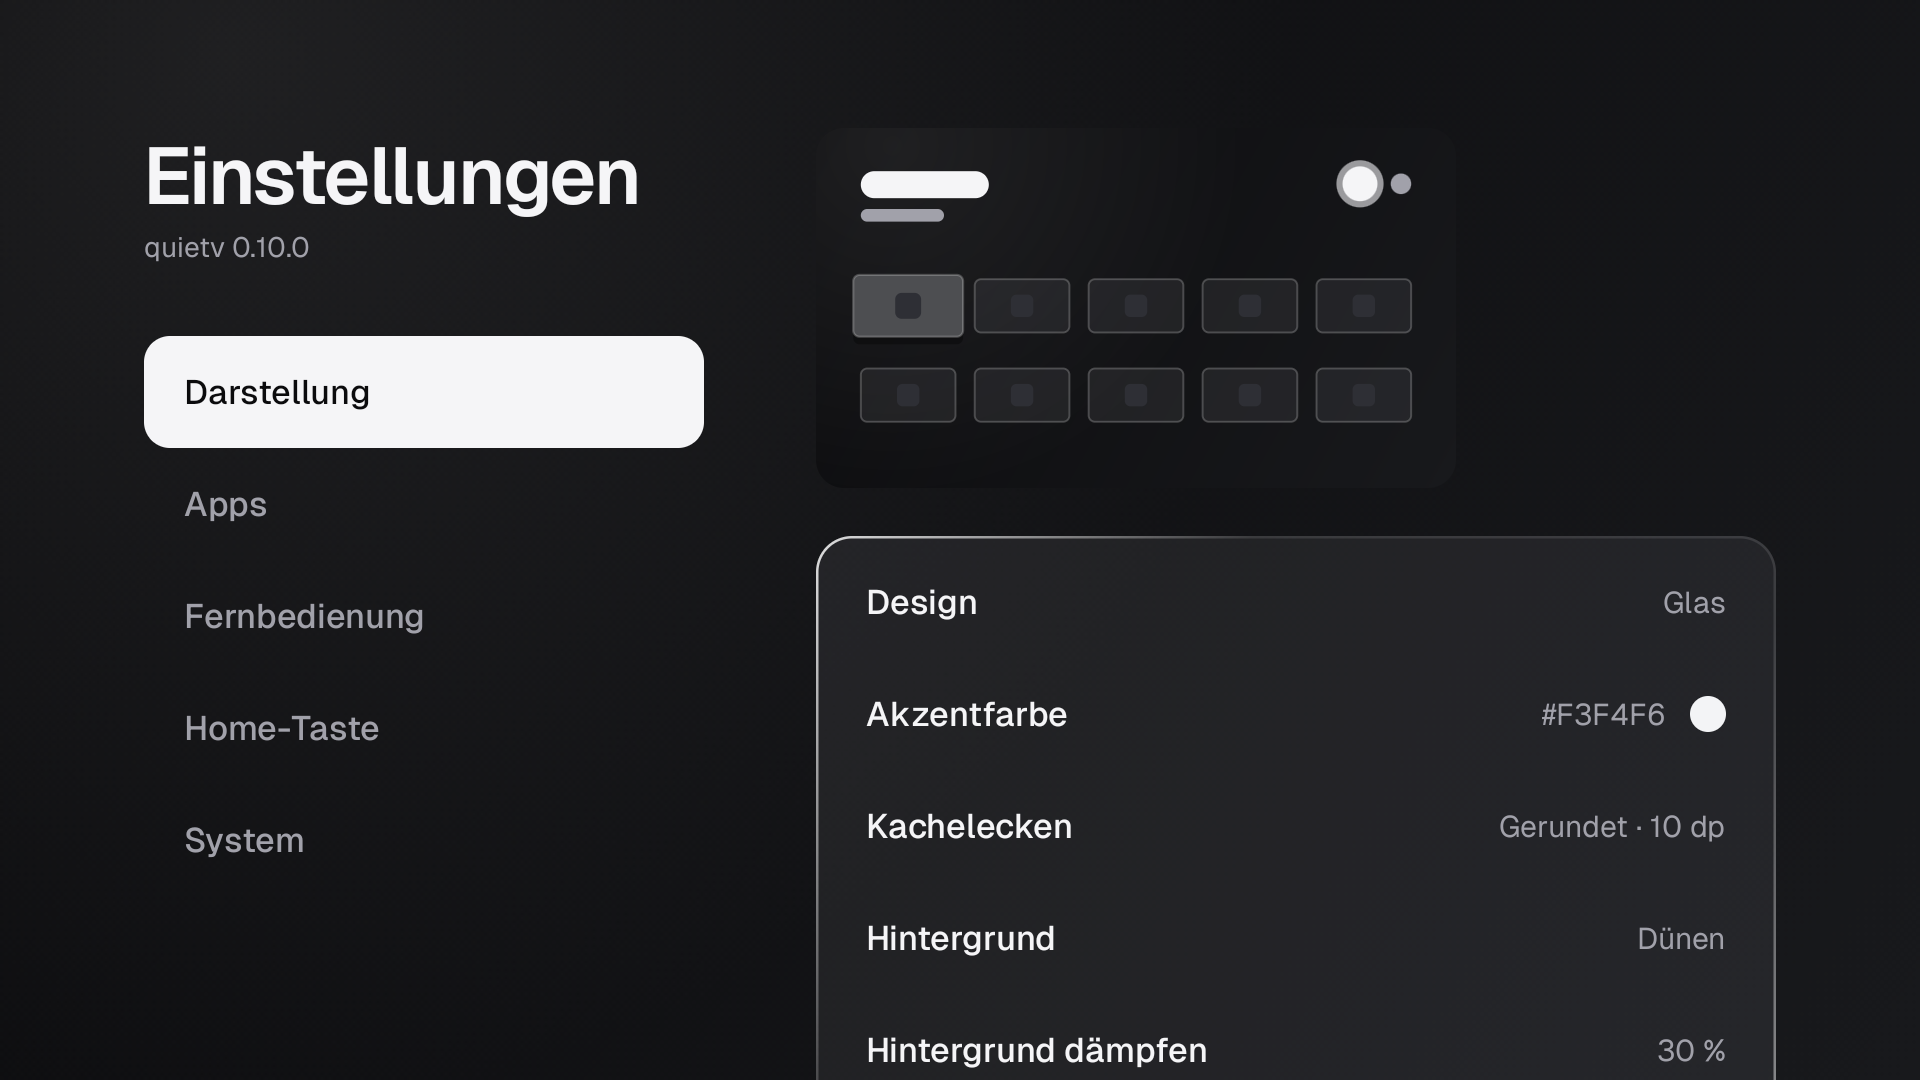 Einstellungen
quietv 0.10.0
Darstellung
Apps
Fernbedienung
Home-Taste
System
Design
Glas
Akzentfarbe
#F3F4F6
Kachelecken
Gerundet · 10 dp
Hintergrund
Dünen
Hintergrund dämpfen
30 %